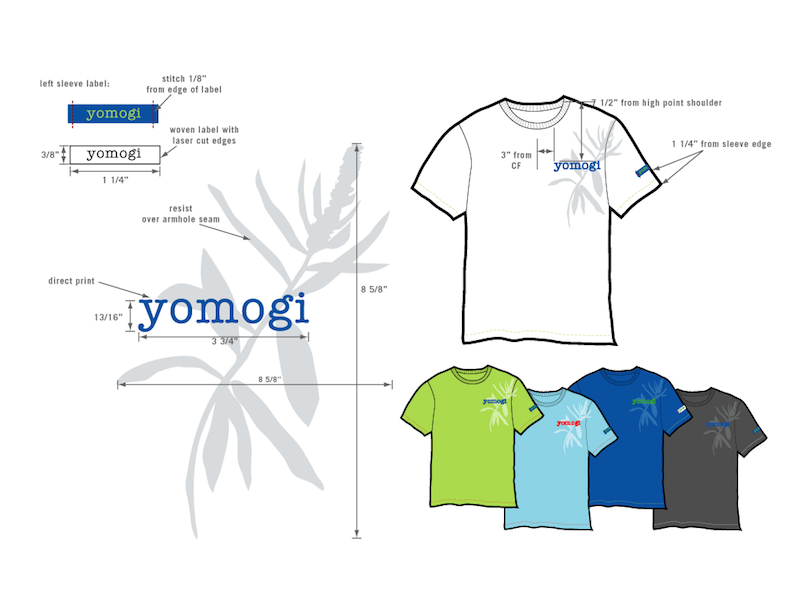 left sleeve label:
stitch 1/8"
from edge of label
yomogi
woven label with
laser cut edges
3/8"
yomogi
1 1/4"
resist
over armhole seam
direct print
13/16"
yomogi
3 3/4"
8 5/8"
8 5/8"
7 1/2" from high point shoulder
1 1/4" from sleeve edge
3" from
CF
yomogi
yomogi
yomogi
yomogi
yomogi